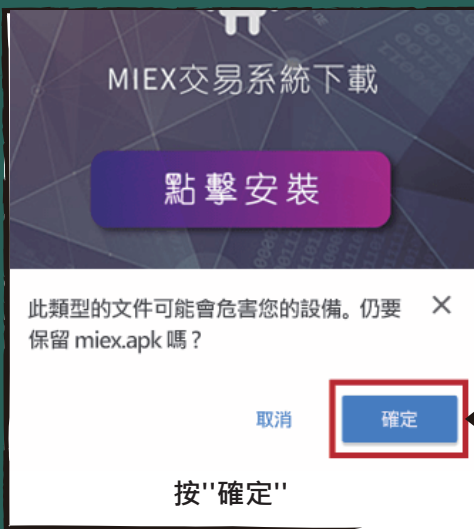 MIEX交易系統下載
點擊安裝
此類型的文件可能會危害您的設備。仍要
保留 miex.apk 嗎？
取消
確定
按''確定''